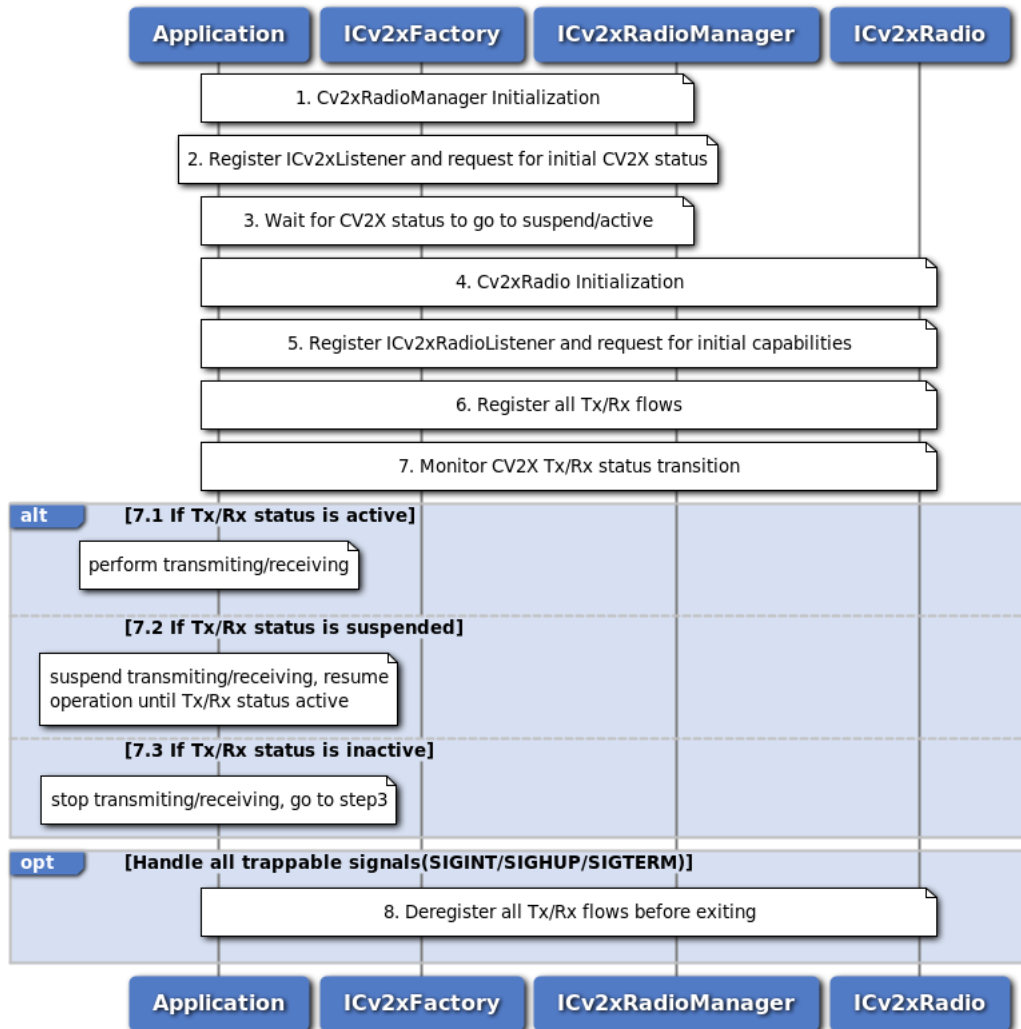 Application ICv2xFactory ICv2xRadioManager ICv2xRadio
1. Cv2xRadioManager Initialization
2. Register ICv2xListener and request for initial CV2X status
3. Wait for CV2X status to go to suspend/active
4. Cv2xRadio Initialization
5. Register ICv2xRadioListener and request for initial capabilities
6. Register all Tx/Rx flows
7. Monitor CV2X Tx/Rx status transition
alt [7.1 If Tx/Rx status is active]
perform transmiting/receiving
[7.2 If Tx/Rx status is suspended]
suspend transmiting/receiving, resume
operation until Tx/Rx status active
[7.3 If Tx/Rx status is inactive]
stop transmiting/receiving, go to step3
opt [Handle all trappable signals(SIGINT/SIGHUP/SIGTERM)]
8. Deregister all Tx/Rx flows before exiting
Application ICv2xFactory ICv2xRadioManager ICv2xRadio